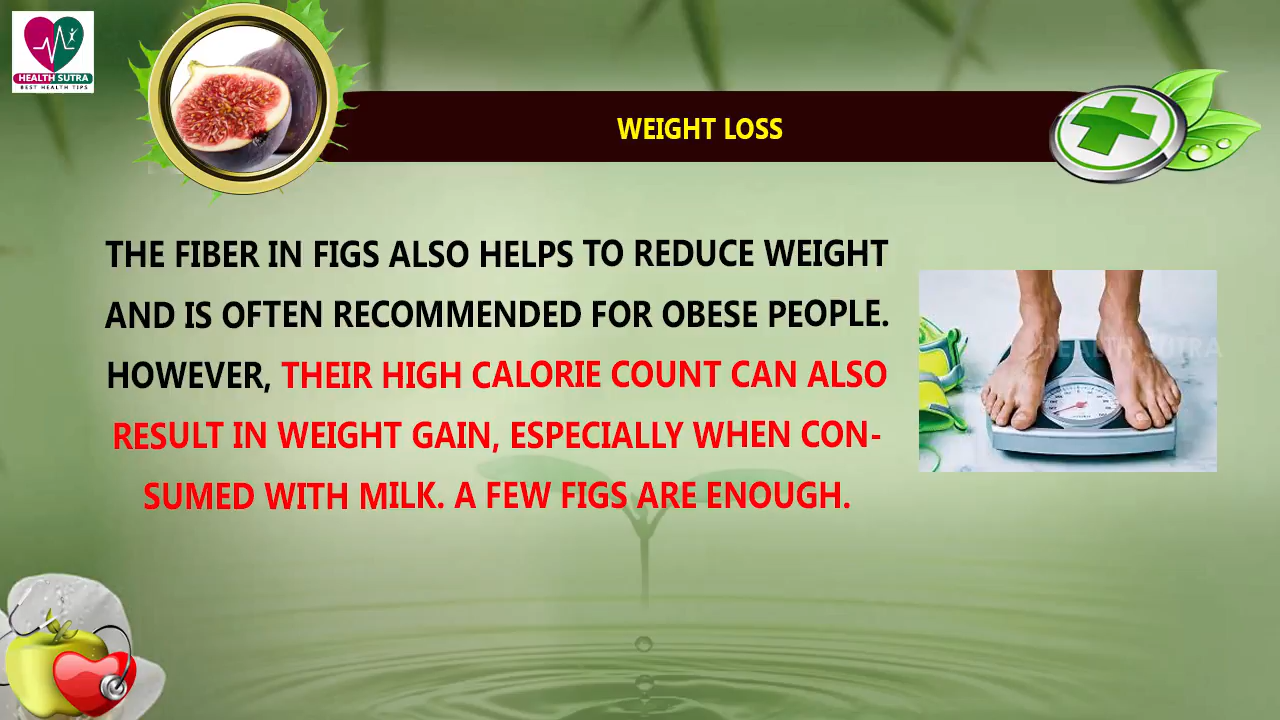 HEALTH SUTRA
BEST HEALTH TIPS
WEIGHT LOSS
THE FIBER IN FIGS ALSO HELPS TO REDUCE WEIGHT
AND IS OFTEN RECOMMENDED FOR OBESE PEOPLE.
HOWEVER, THEIR HIGH CALORIE COUNT CAN ALSO
RESULT IN WEIGHT GAIN, ESPECIALLY WHEN CON-
SUMED WITH MILK. A FEW FIGS ARE ENOUGH.
HEALTH SUTRA